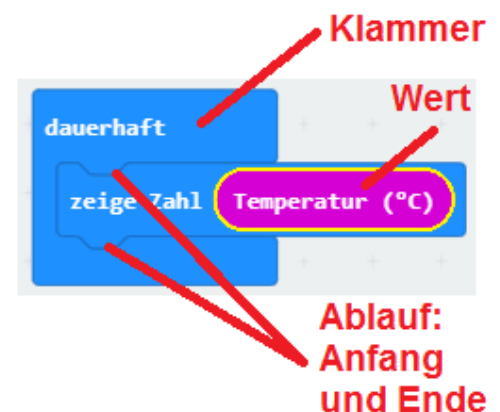 Klammer
Wert
dauerhaft
zeige Zahl Temperatur (°C)
Ablauf:
Anfang
und Ende